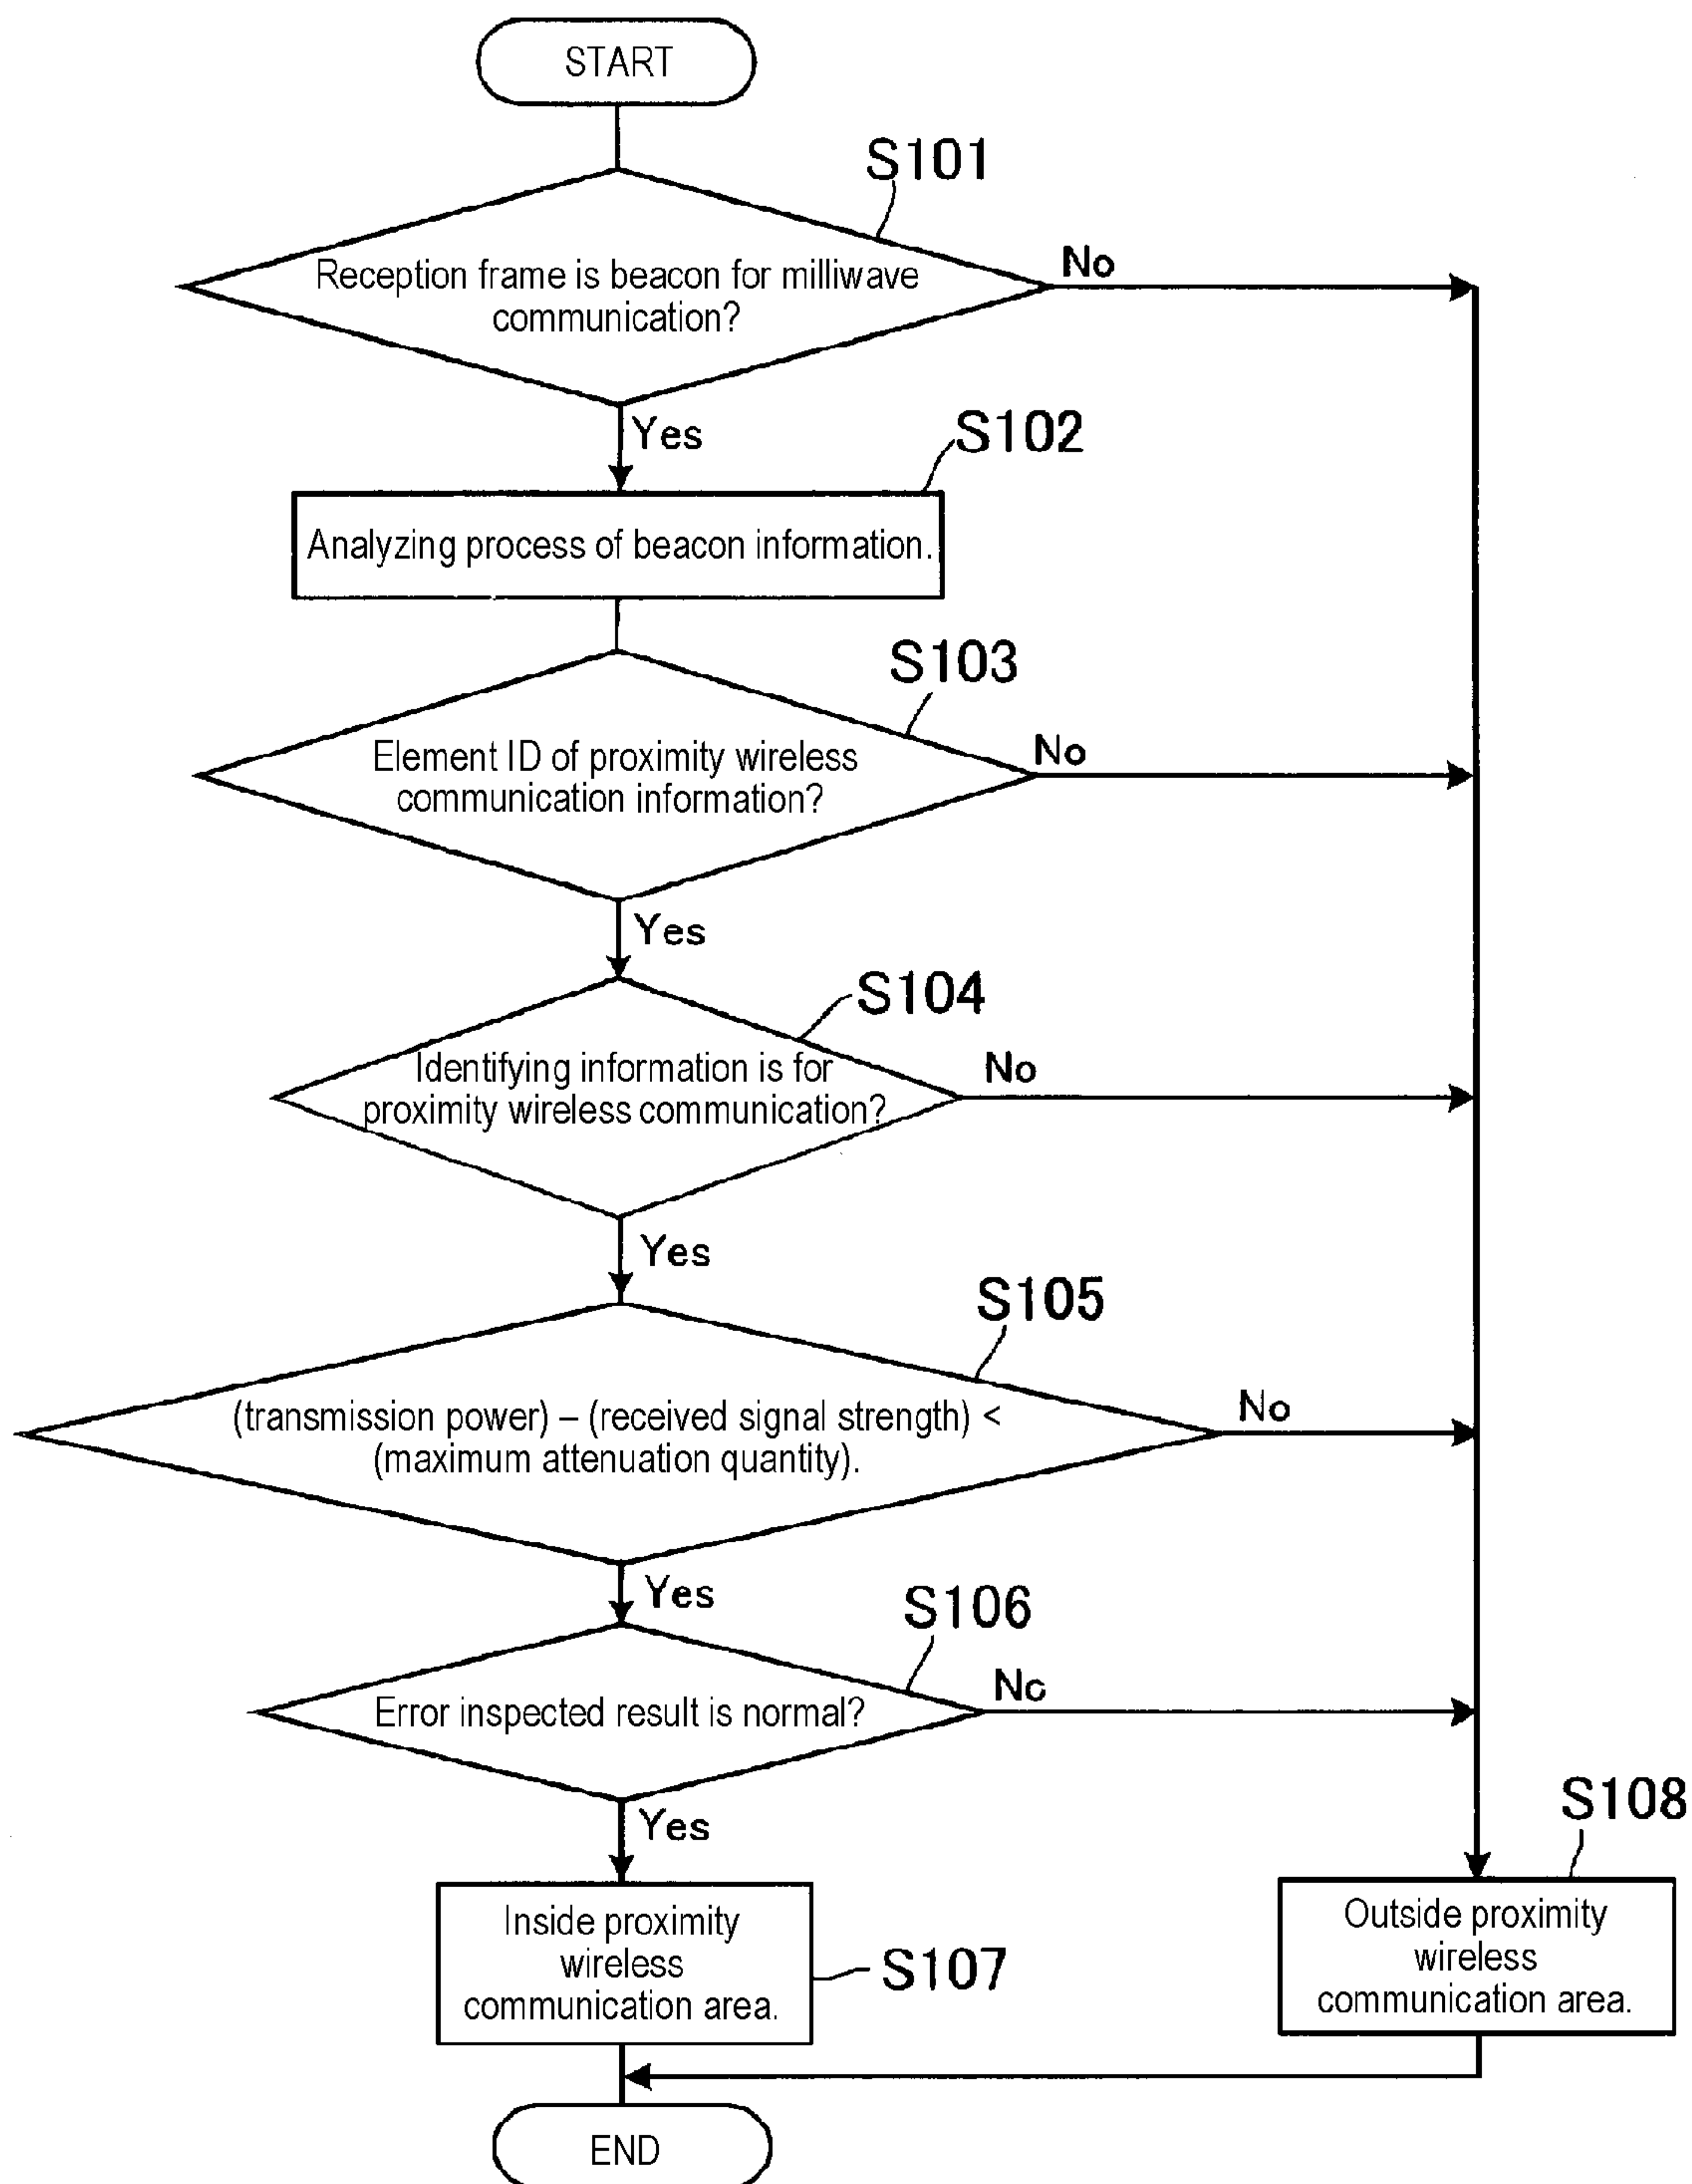 START
S101
Reception frame is beacon for milliwave
communication?
No
Yes
S102
Analyzing process of beacon information.
S103
Element ID of proximity wireless
communication information?
No
Yes
S104
Identifying information is for
proximity wireless communication?
No
Yes
S105
(transmission power) – (received signal strength) <
(maximum attenuation quantity).
No
Yes
S106
Error inspected result is normal?
Nc
Yes
S107
Inside proximity
wireless
communication area.
S108
Outside proximity
wireless
communication area.
END